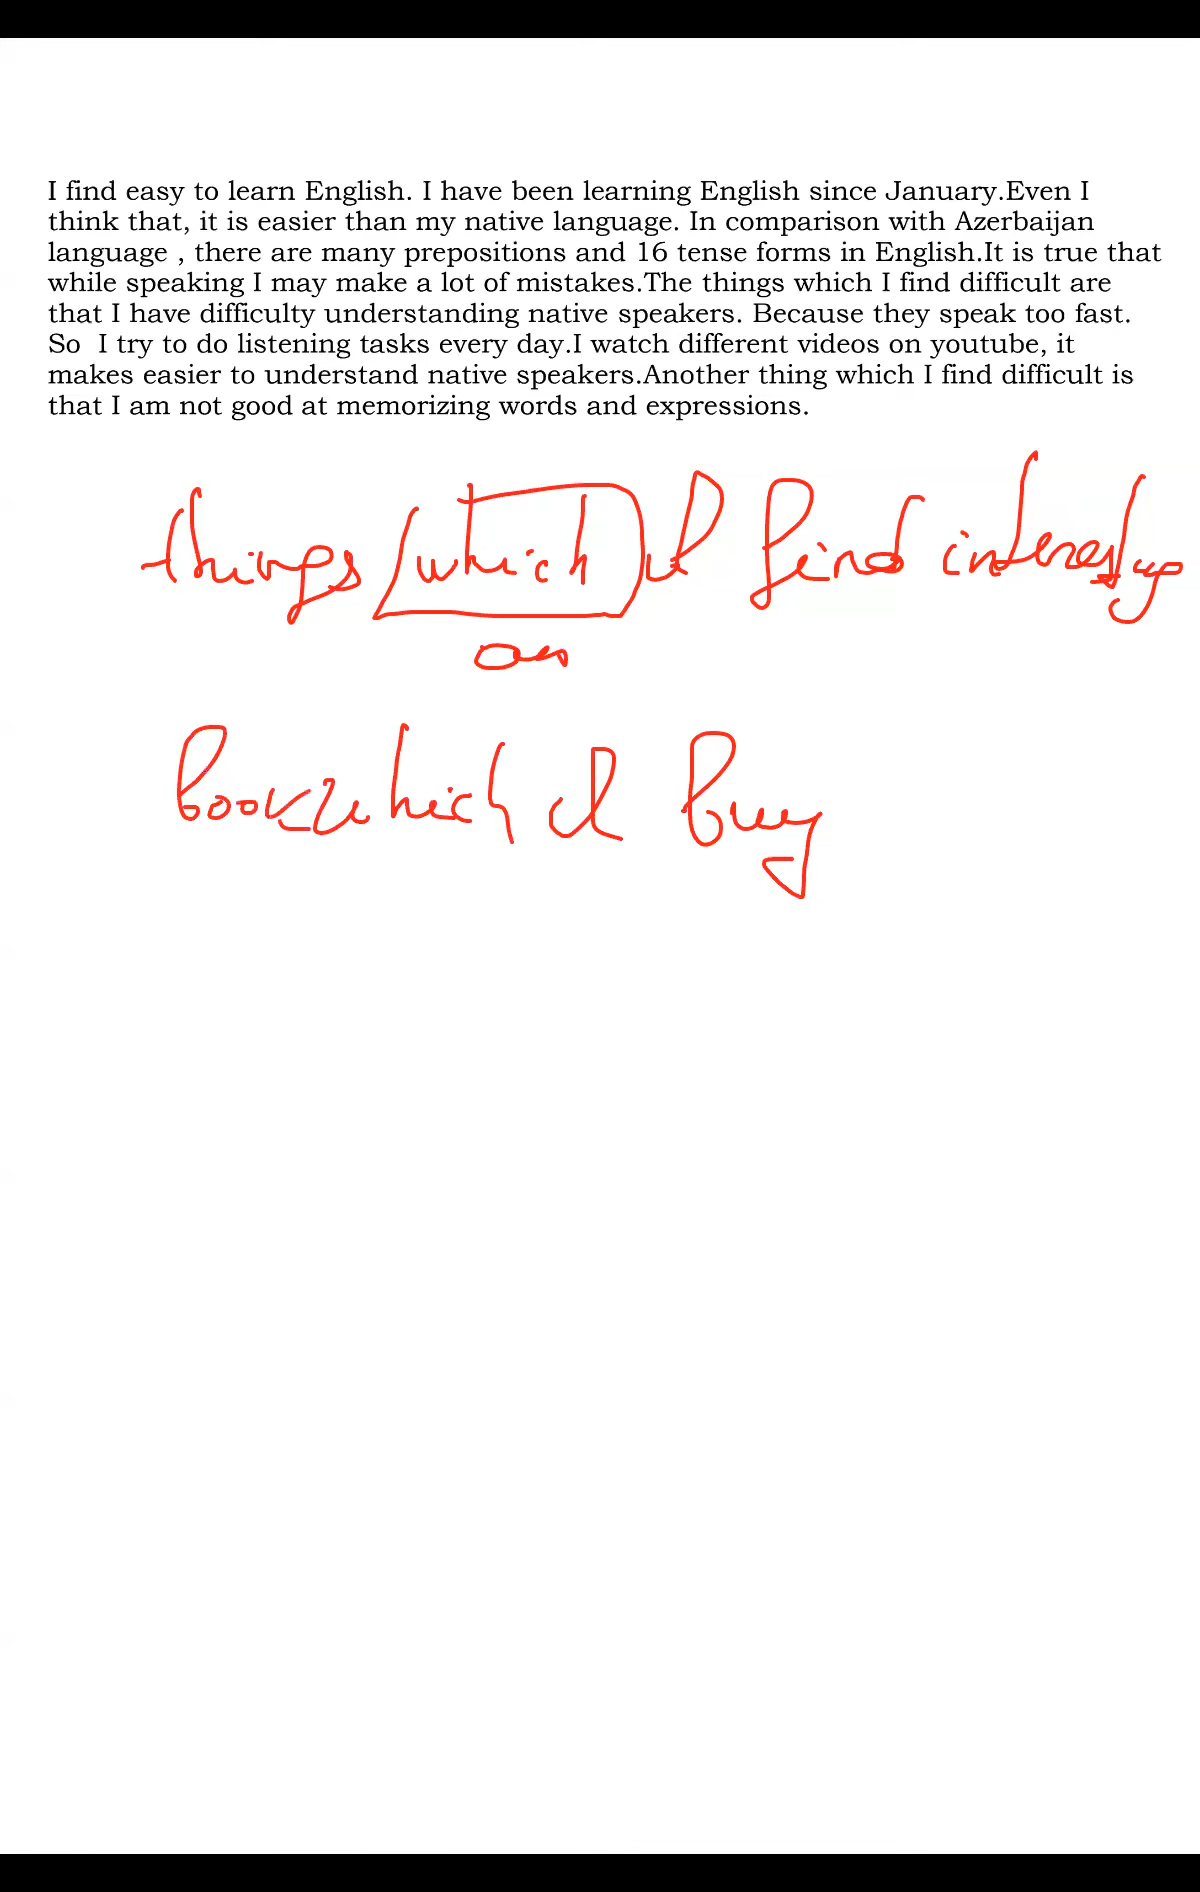 I find easy to learn English. I have been learning English since January.Even I
think that, it is easier than my native language. In comparison with Azerbaijan
language , there are many prepositions and 16 tense forms in English.It is true that
while speaking I may make a lot of mistakes.The things which I find difficult are
that I have difficulty understanding native speakers. Because they speak too fast.
So  I try to do listening tasks every day.I watch different videos on youtube, it
makes easier to understand native speakers.Another thing which I find difficult is
that I am not good at memorizing words and expressions.
things which I find
book which I buy